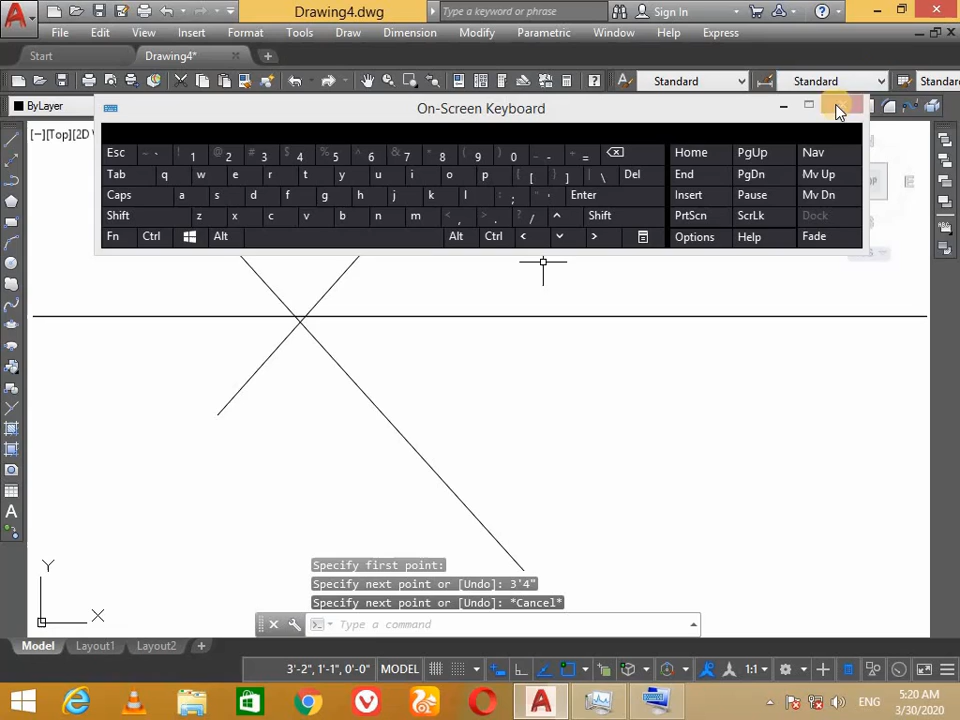 A Drawing4.dwg Type a keyword or phrase Sign In ?
File Edit View Insert Format Tools Draw Dimension Modify Parametric Window Help Express
Start Drawing4* +
Standard Standard Standard
ByLayer
[−][Top][2D
On-Screen Keyboard
Esc ~ ` ! 1 @ 2 # 3 $ 4 % 5 ^ 6 & 7 * 8 ( 9 ) 0 _ - + = Home PgUp Nav
Tab q w e r t y u i o p { [ } ] | \ Del End PgDn Mv Up
Caps a s d f g h j k l : ; " ' Enter Insert Pause Mv Dn
Shift z x c v b n m < , > . ? / ^ Shift PrtScn ScrLk Dock
Fn Ctrl Alt Alt Ctrl < ⌄ > Options Help Fade
E
Specify first point:
Specify next point or [Undo]: 3'4"
Specify next point or [Undo]: *Cancel*
Type a command
Y
X
Model Layout1 Layout2 +
3'-2", 1'-1", 0'-0" MODEL 1:1
ENG 5:20 AM
3/30/2020